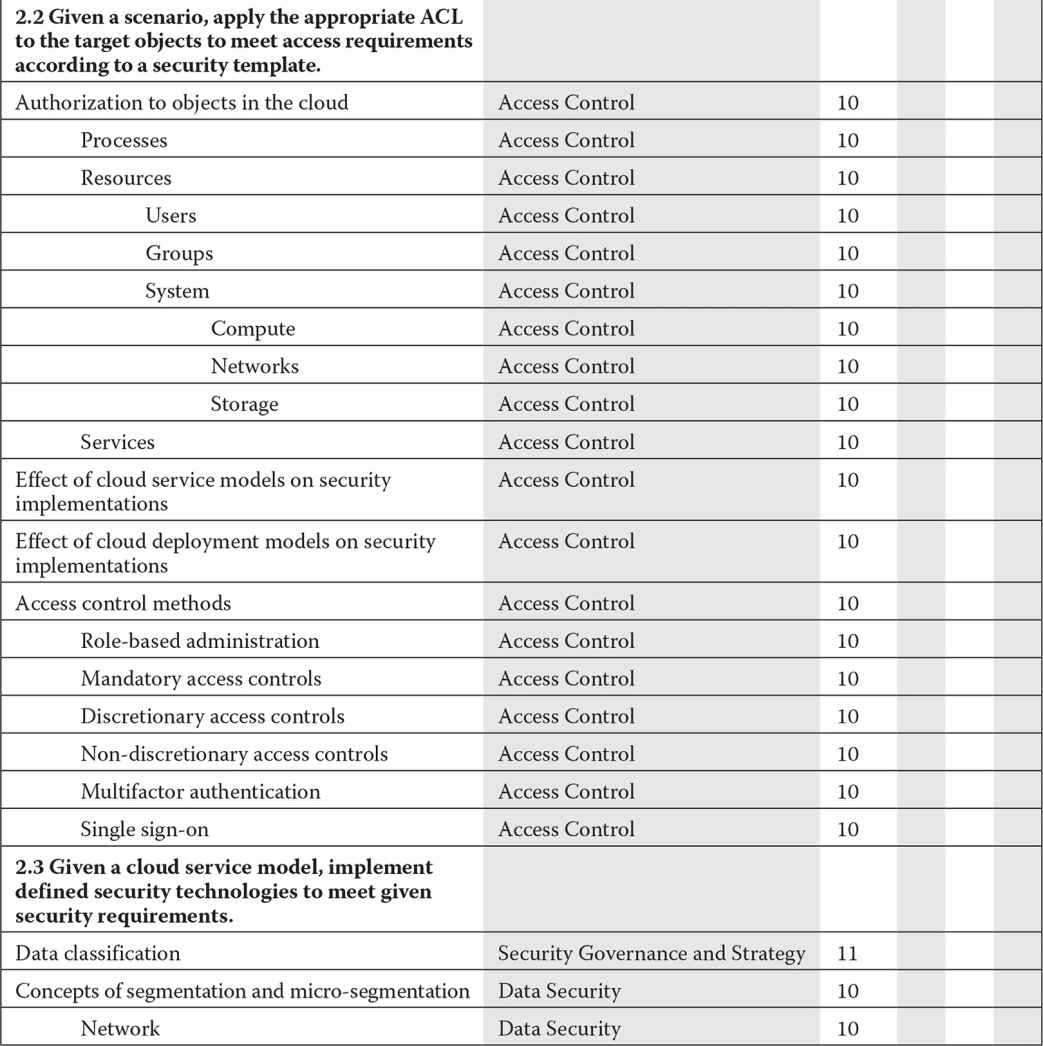 2.2 Given a scenario, apply the appropriate ACL
to the target objects to meet access requirements
according to a security template.
Authorization to objects in the cloud Access Control 10
Processes Access Control 10
Resources Access Control 10
Users Access Control 10
Groups Access Control 10
System Access Control 10
Compute Access Control 10
Networks Access Control 10
Storage Access Control 10
Services Access Control 10
Effect of cloud service models on security Access Control 10
implementations
Effect of cloud deployment models on security Access Control 10
implementations
Access control methods Access Control 10
Role-based administration Access Control 10
Mandatory access controls Access Control 10
Discretionary access controls Access Control 10
Non-discretionary access controls Access Control 10
Multifactor authentication Access Control 10
Single sign-on Access Control 10
2.3 Given a cloud service model, implement
defined security technologies to meet given
security requirements.
Data classification Security Governance and Strategy 11
Concepts of segmentation and micro-segmentation Data Security 10
Network Data Security 10